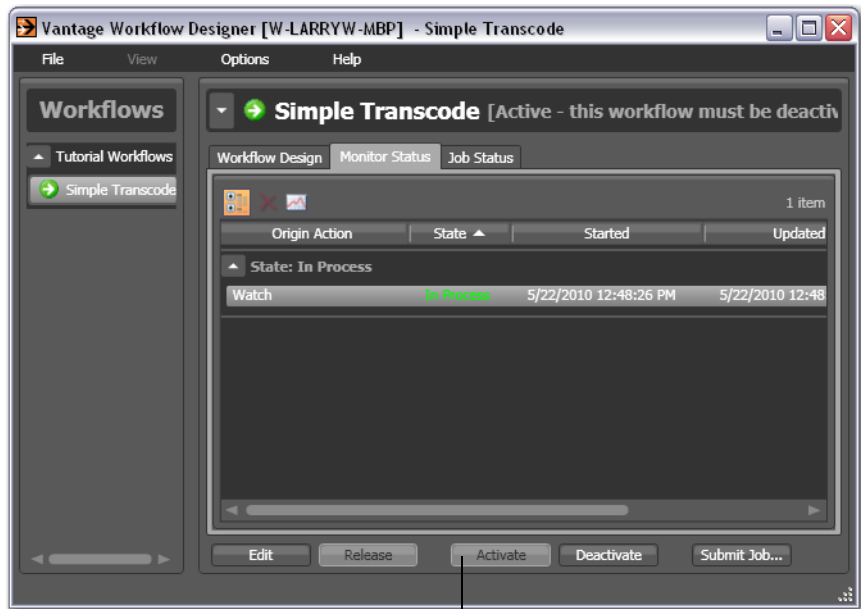 Vantage Workflow Designer [W-LARRYW-MBP] - Simple Transcode
File View Options Help
Workflows
Tutorial Workflows
Simple Transcode
Simple Transcode [Active - this workflow must be deactiv
Workflow Design Monitor Status Job Status
1 item
Origin Action State Started Updated
State: In Process
Watch In Process 5/22/2010 12:48:26 PM 5/22/2010 12:48
Edit Release Activate Deactivate Submit Job...